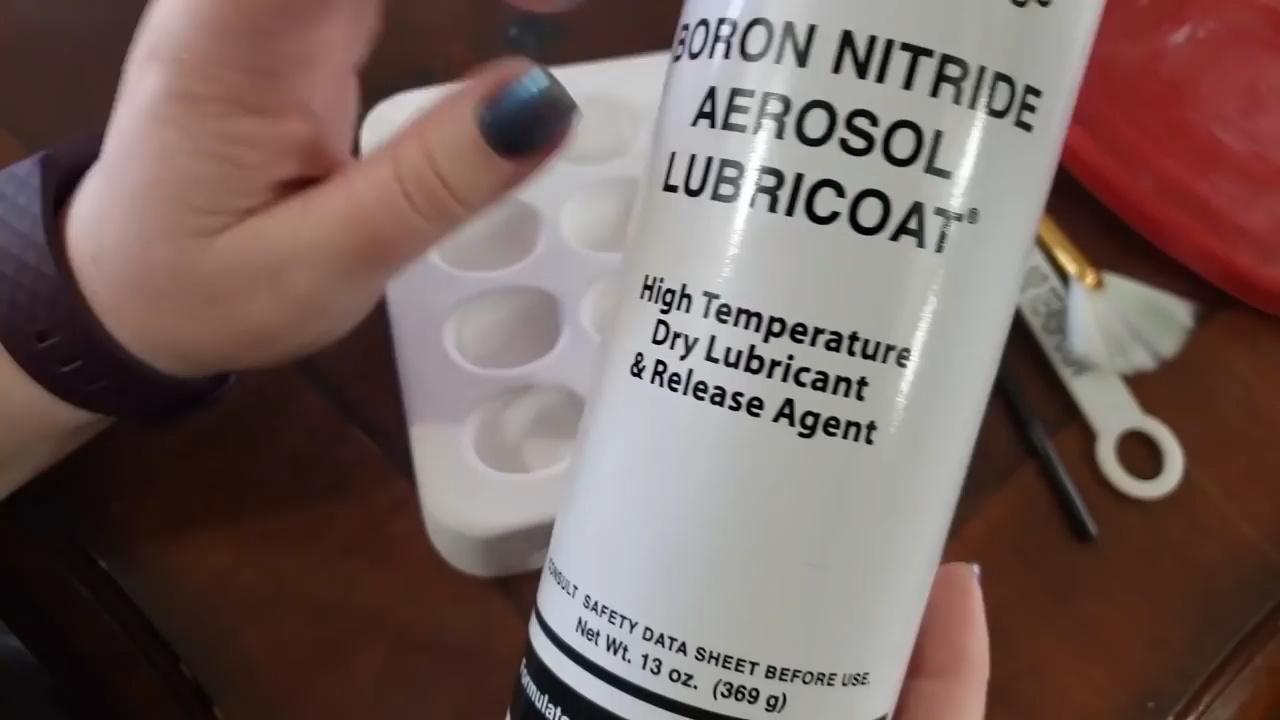 BORON NITRIDE
AEROSOL
LUBRICOAT®
High Temperature
Dry Lubricant
& Release Agent
CONSULT SAFETY DATA SHEET BEFORE USE.
Net Wt. 13 oz. (369 g)